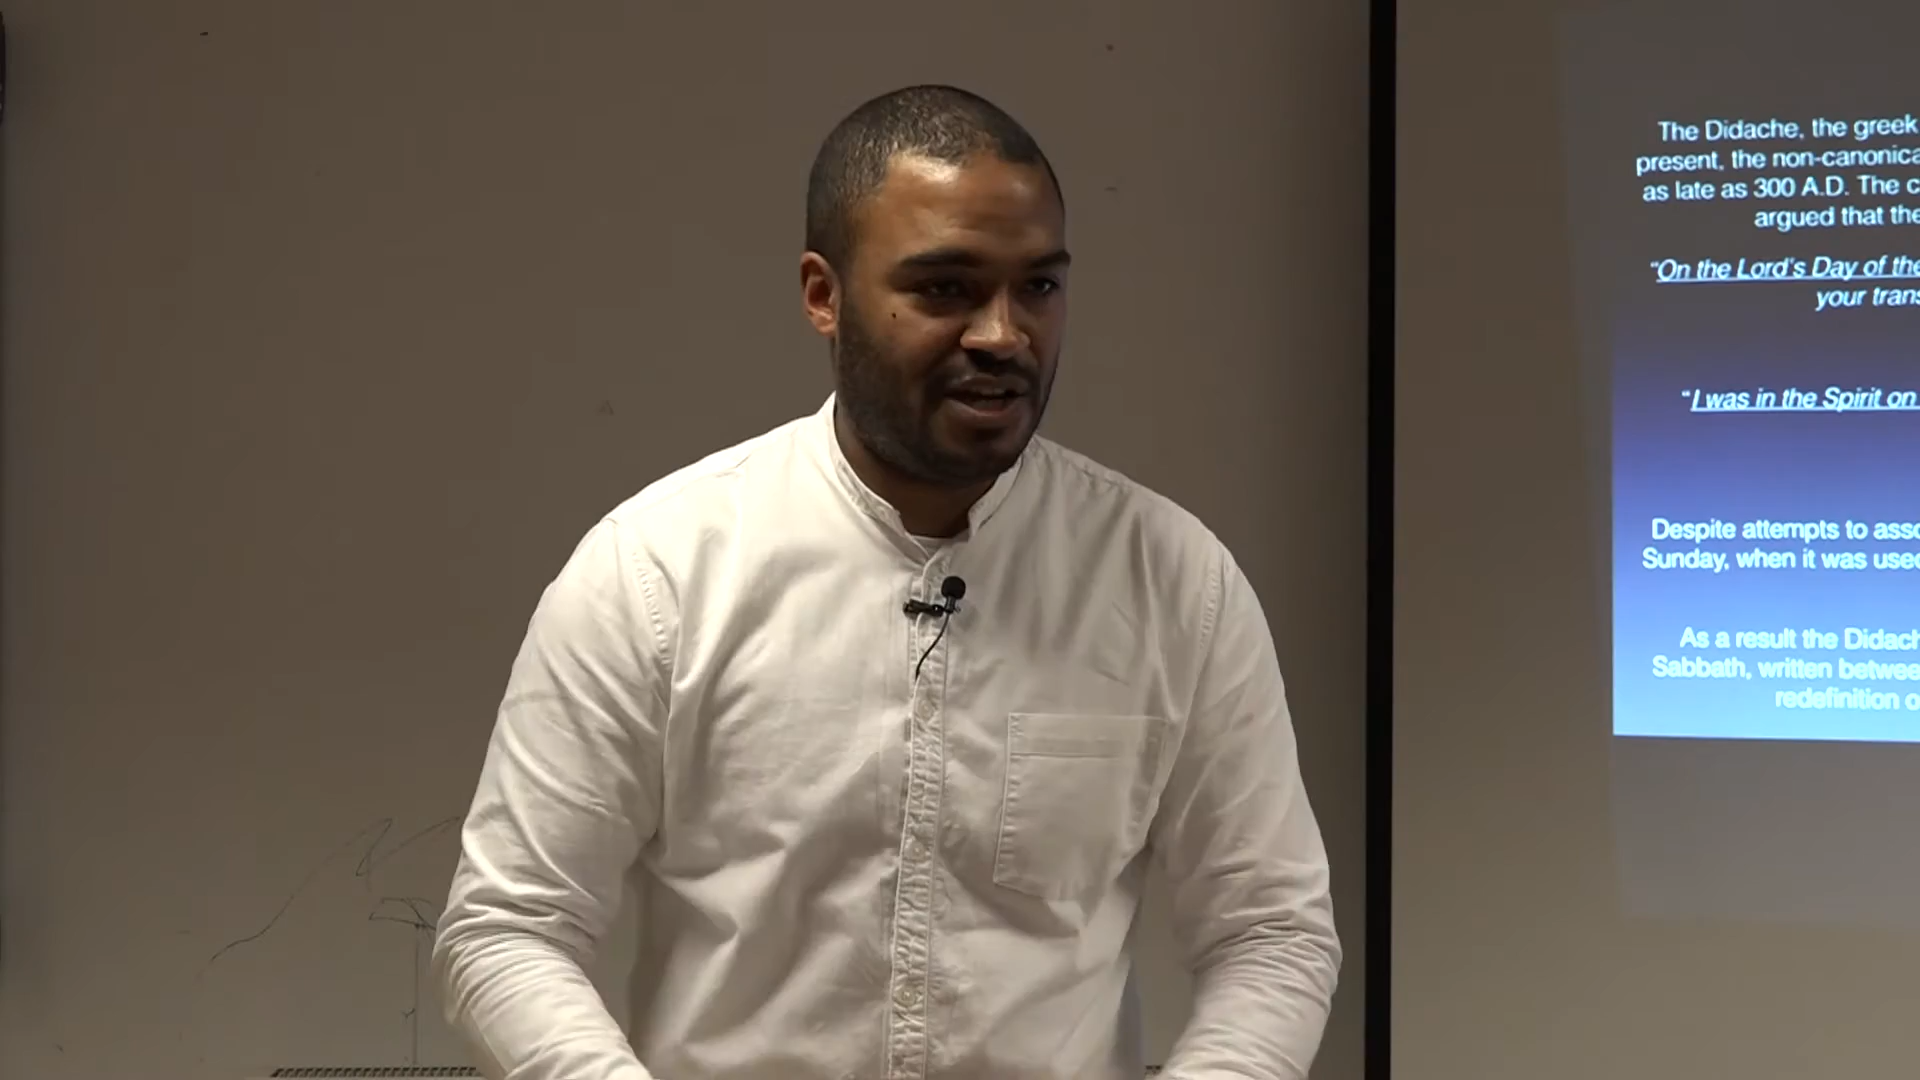 The Didache, the greek
present, the non-canonica
as late as 300 A.D. The c
argued that the
“On the Lord's Day of the
your trans
“I was in the Spirit on
Despite attempts to asso
Sunday, when it was used
As a result the Didach
Sabbath, written betwee
redefinition o